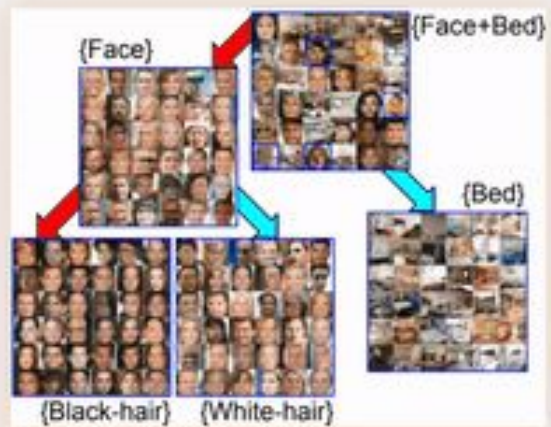 {Face}
{Face+Bed}
{Bed}
{Black-hair}
{White-hair}